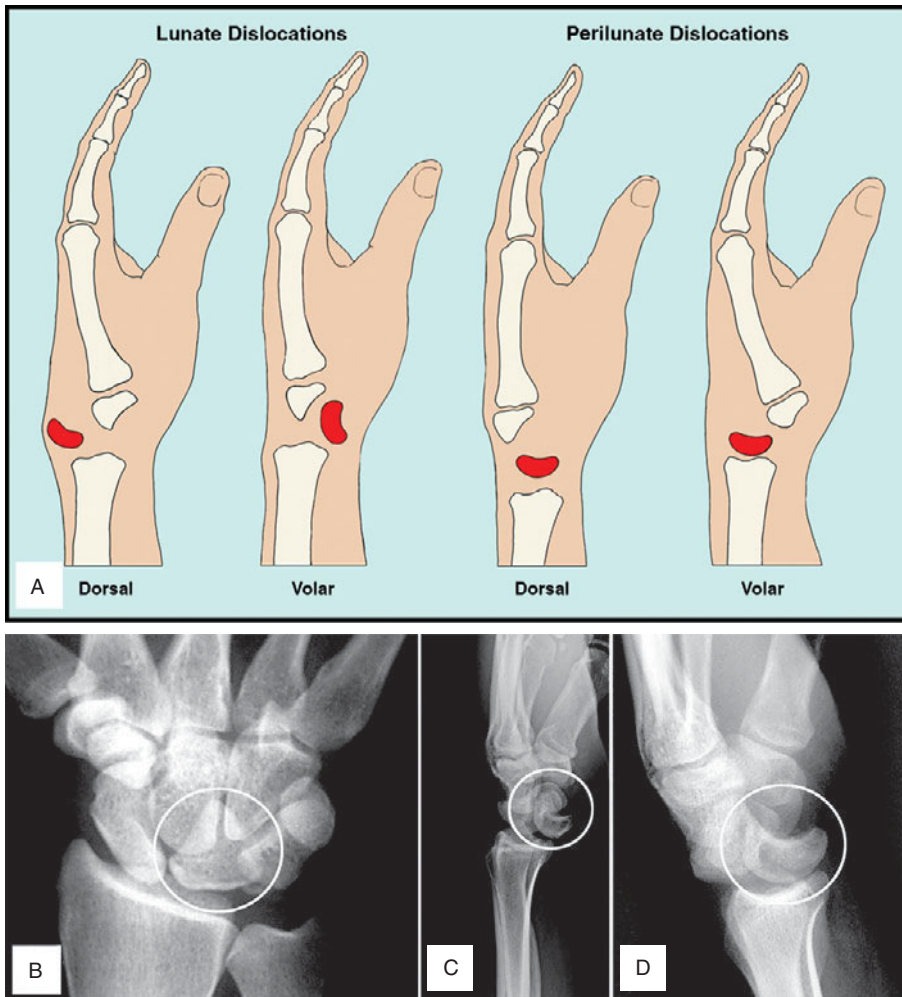 Lunate Dislocations Perilunate Dislocations
A Dorsal Volar Dorsal Volar
B C D